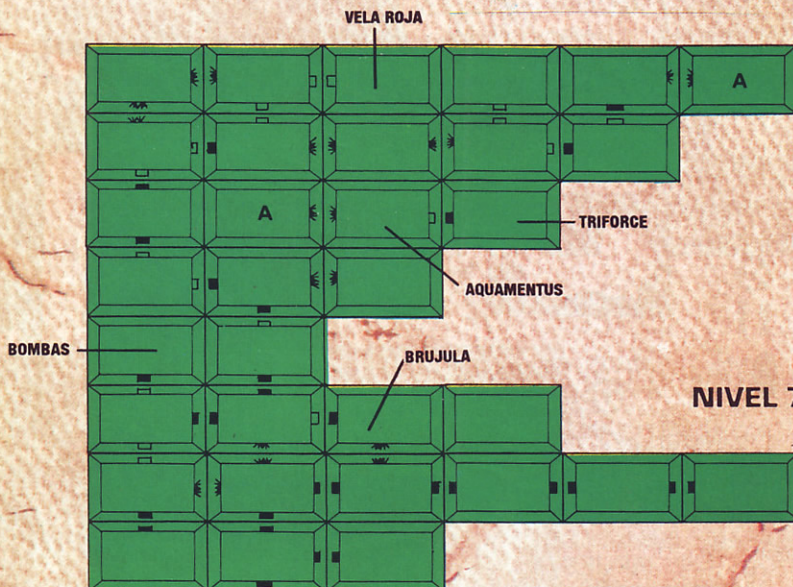 VELA ROJA
A
A
TRIFORCE
AQUAMENTUS
BOMBAS
BRUJULA
NIVEL 7